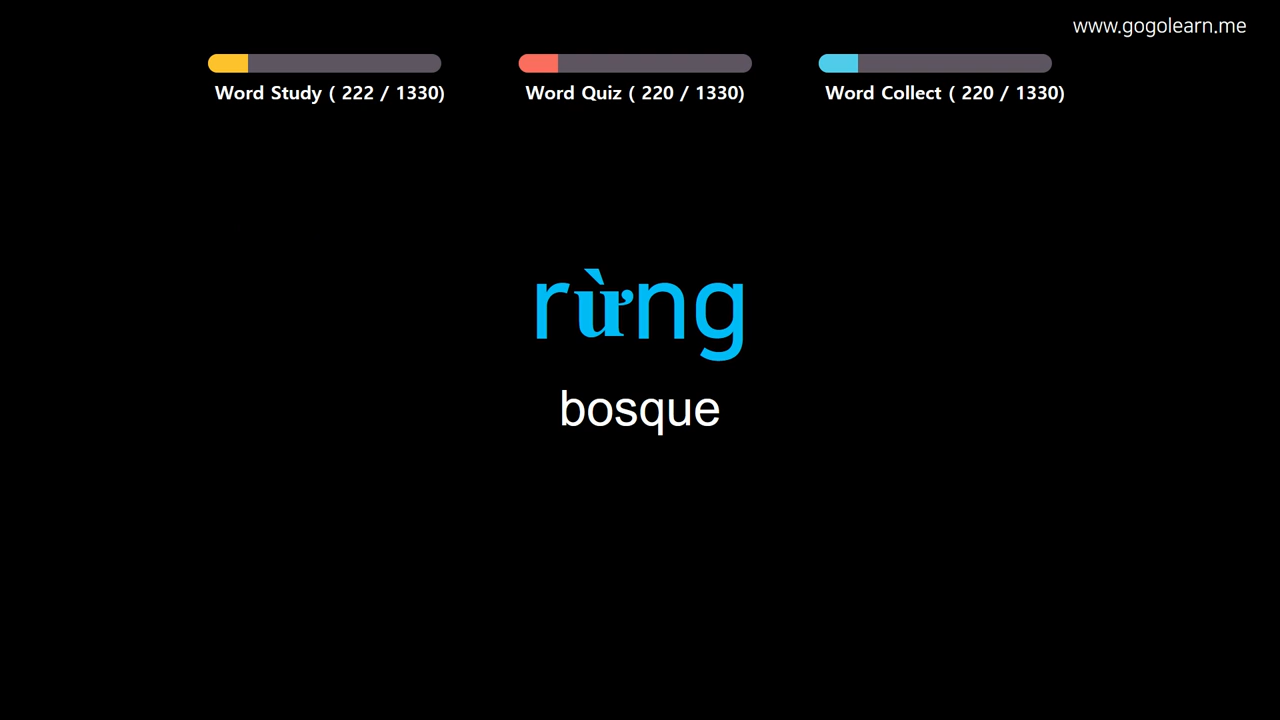 www.gogolearn.me
Word Study ( 222 / 1330)
Word Quiz ( 220 / 1330)
Word Collect ( 220 / 1330)
rừng
bosque